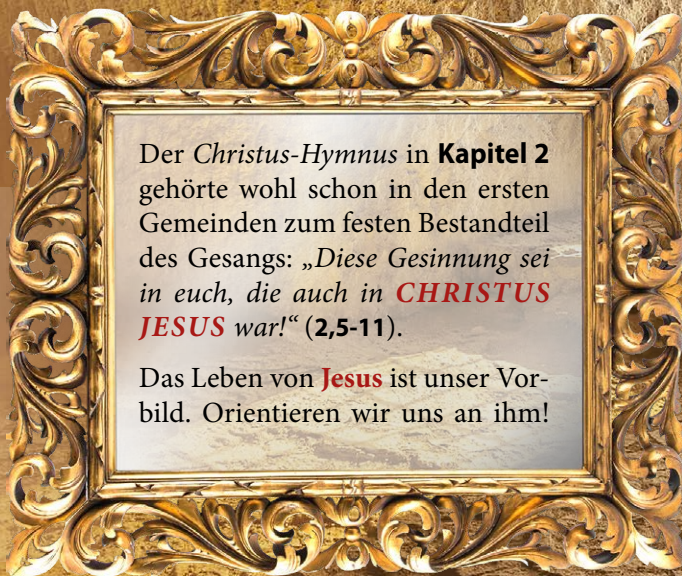 Der Christus-Hymnus in Kapitel 2
gehörte wohl schon in den ersten
Gemeinden zum festen Bestandteil
des Gesangs: „Diese Gesinnung sei
in euch, die auch in CHRISTUS
JESUS war!“ (2,5-11).
Das Leben von Jesus ist unser Vor-
bild. Orientieren wir uns an ihm!